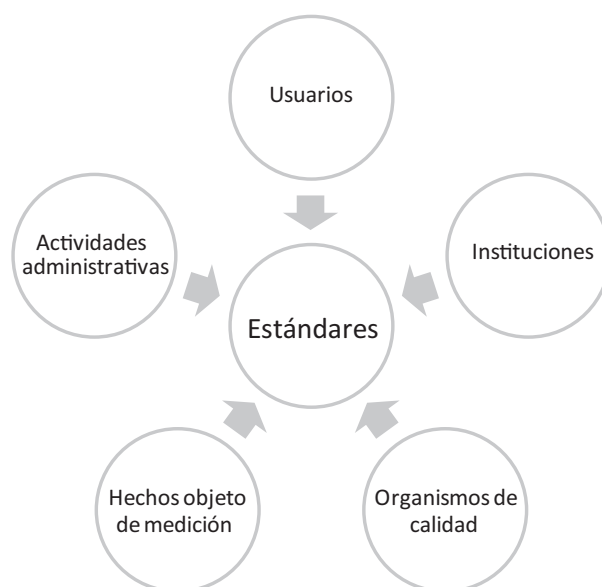 Usuarios
Actividades
administrativas
Instituciones
Estándares
Hechos objeto
de medición
Organismos de
calidad